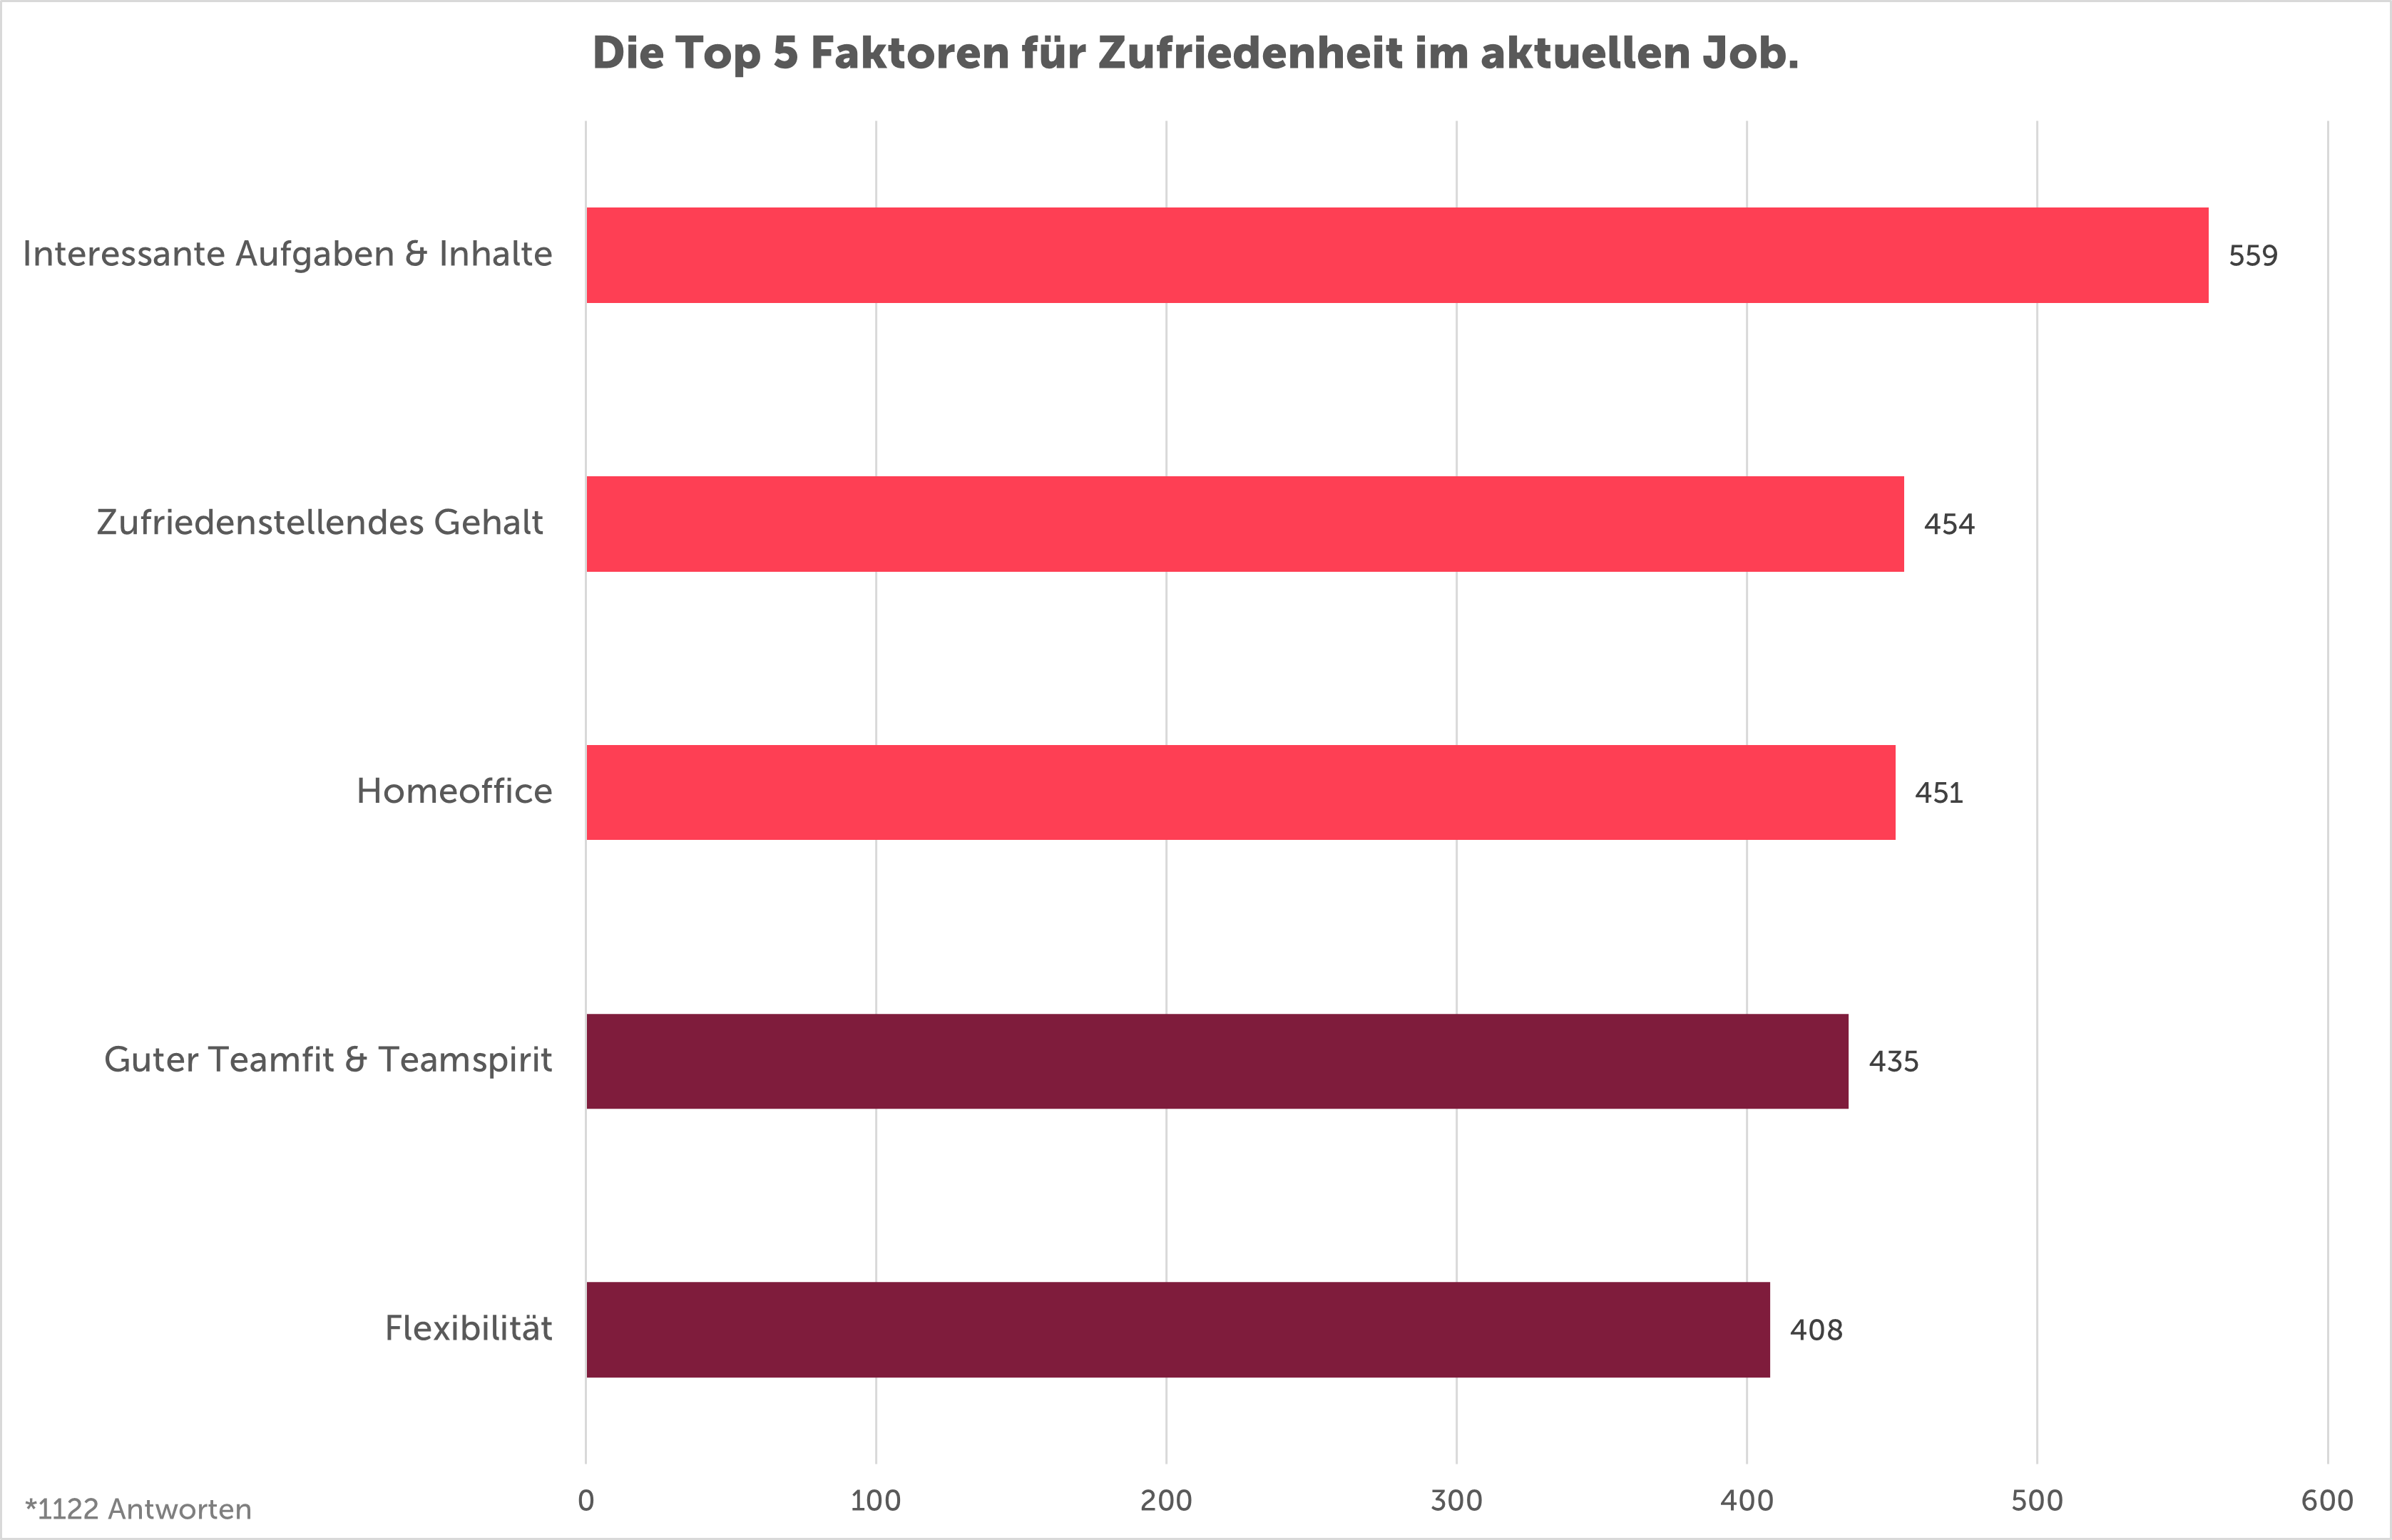 Die Top 5 Faktoren für Zufriedenheit im aktuellen Job.
Interessante Aufgaben & Inhalte 559
Zufriedenstellendes Gehalt 454
Homeoffice 451
Guter Teamfit & Teamspirit 435
Flexibilität 408
0 100 200 300 400 500 600
*1122 Antworten